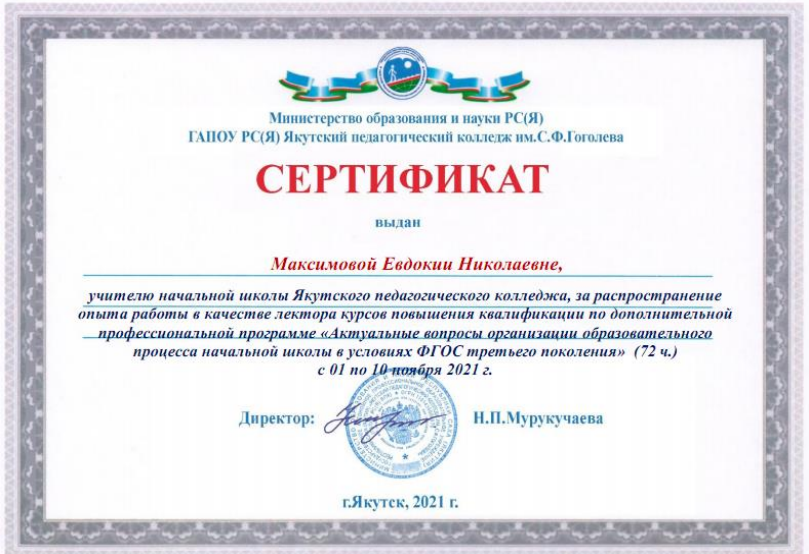 Министерство образования и науки РС(Я)
ГАПОУ РС(Я) Якутский педагогический колледж им.С.Ф.Гоголева
СЕРТИФИКАТ
выдан
Максимовой Евдокии Николаевне,
учителю начальной школы Якутского педагогического колледжа, за распространение
опыта работы в качестве лектора курсов повышения квалификации по дополнительной
профессиональной программе «Актуальные вопросы организации образовательного
процесса начальной школы в условиях ФГОС третьего поколения» (72 ч.)
с 01 по 10 ноября 2021 г.
Директор:
Н.П.Мурукучаева
г.Якутск, 2021 г.